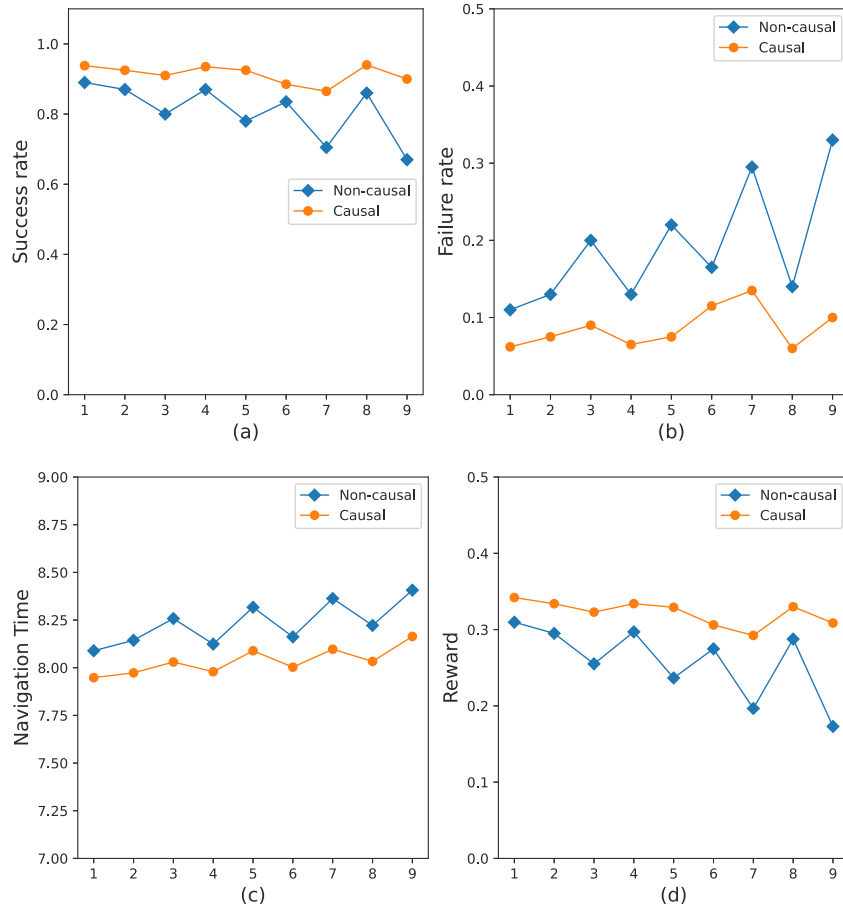 1.0
0.8
0.6
0.4
0.2
0.0
Success rate
Non-causal
Causal
1 2 3 4 5 6 7 8 9
(a)
0.5
0.4
0.3
0.2
0.1
0.0
Failure rate
Non-causal
Causal
1 2 3 4 5 6 7 8 9
(b)
9.00
8.75
8.50
8.25
8.00
7.75
7.50
7.25
7.00
Navigation Time
Non-causal
Causal
1 2 3 4 5 6 7 8 9
(c)
0.5
0.4
0.3
0.2
0.1
0.0
Reward
Non-causal
Causal
1 2 3 4 5 6 7 8 9
(d)